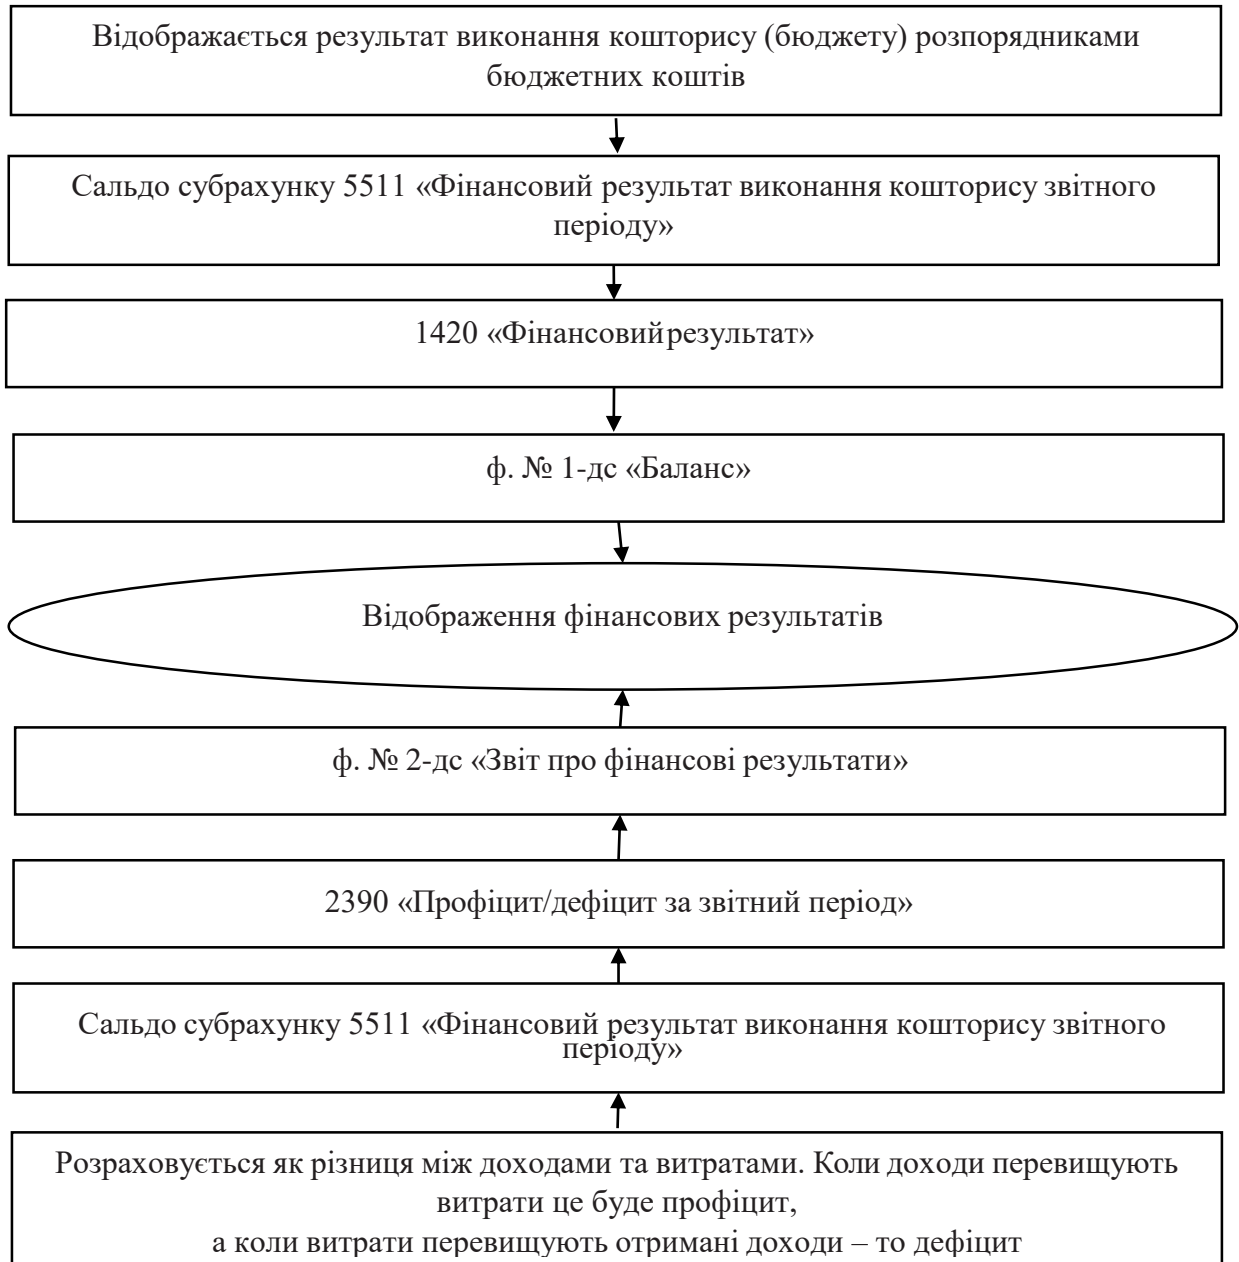 Відображається результат виконання кошторису (бюджету) розпорядниками
бюджетних коштів
Сальдо субрахунку 5511 «Фінансовий результат виконання кошторису звітного
періоду»
1420 «Фінансовий результат»
ф. № 1-дс «Баланс»
Відображення фінансових результатів
ф. № 2-дс «Звіт про фінансові результати»
2390 «Профіцит/дефіцит за звітний період»
Сальдо субрахунку 5511 «Фінансовий результат виконання кошторису звітного
періоду»
Розраховується як різниця між доходами та витратами. Коли доходи перевищують
витрати це буде профіцит,
а коли витрати перевищують отримані доходи – то дефіцит